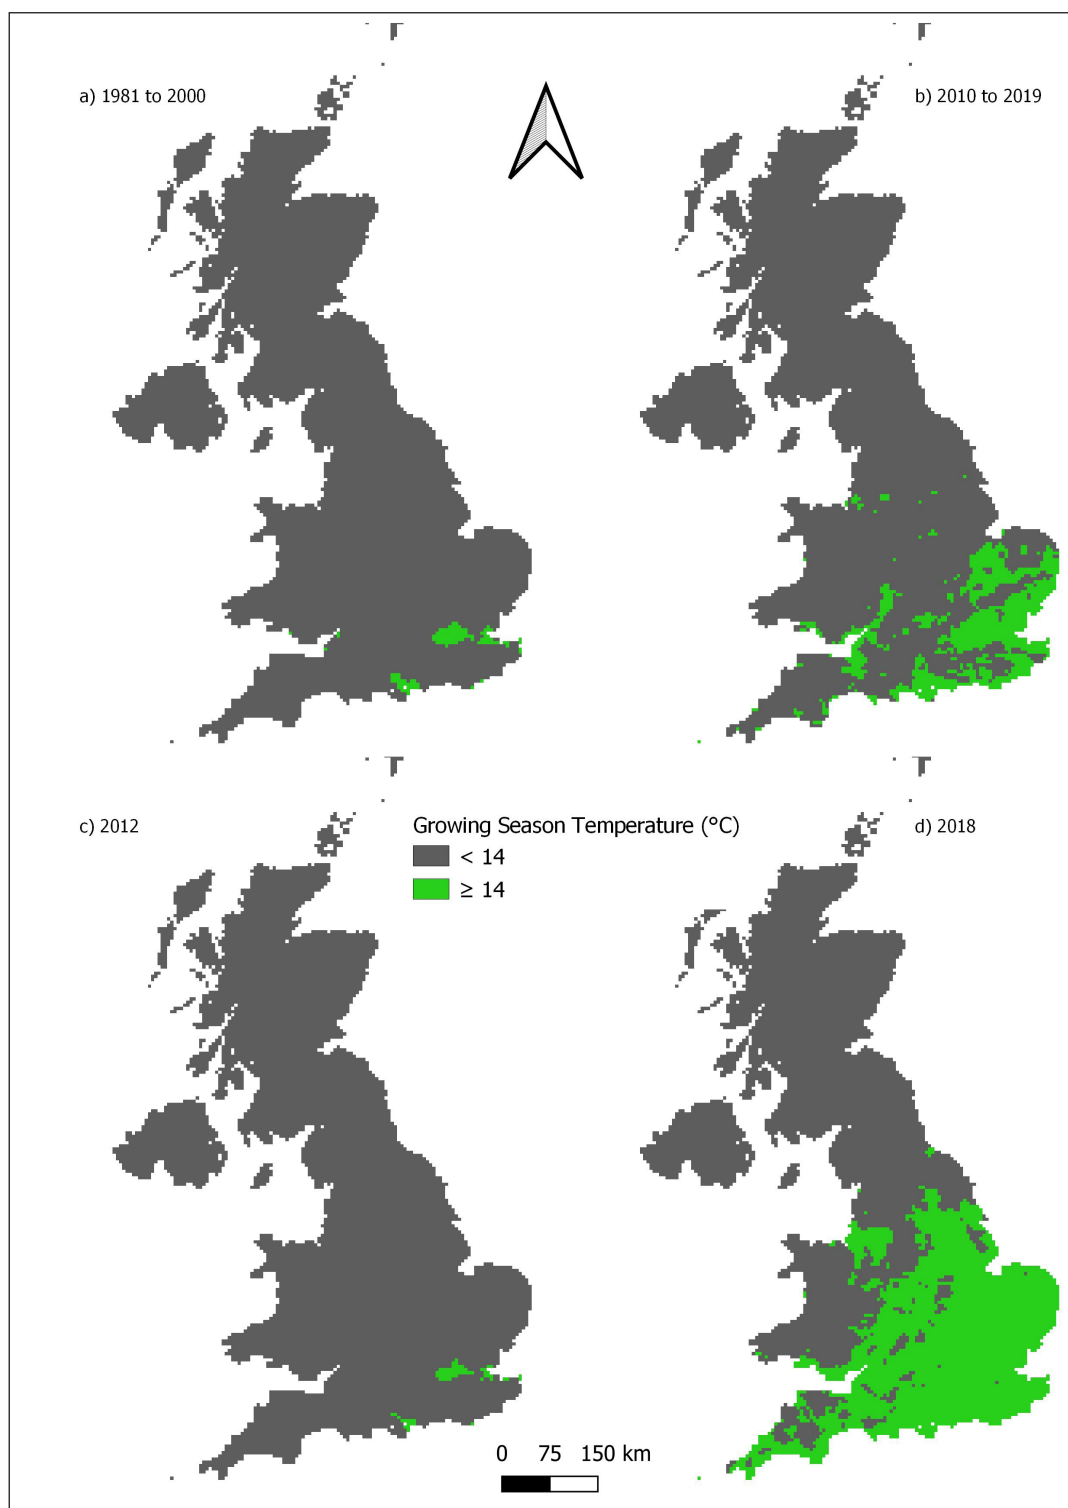 a) 1981 to 2000
b) 2010 to 2019
c) 2012
Growing Season Temperature (°C)
< 14
≥ 14
d) 2018
0 75 150 km